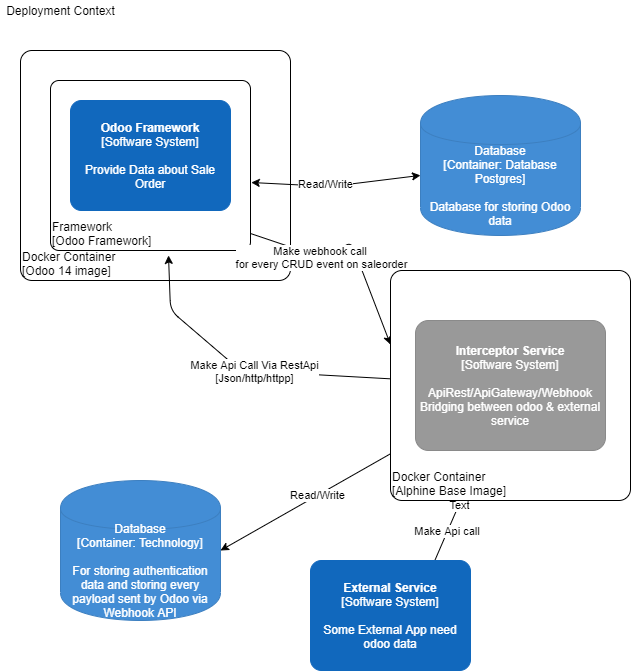 Deployment Context
Odoo Framework
[Software System]
Provide Data about Sale
Order
Framework
[Odoo Framework]
Docker Container
[Odoo 14 image]
Read/Write
Database
[Container: Database
Postgres]
Database for storing Odoo
data
Make webhook call
for every CRUD event on saleorder
Make Api Call Via RestApi
[Json/http/httpp]
Interceptor Service
[Software System]
ApiRest/ApiGateway/Webhook
Bridging between odoo & external
service
Docker Container
[Alphine Base Image]
Text
Read/Write
Make Api call
Database
[Container: Technology]
For storing authentication
data and storing every
payload sent by Odoo via
Webhook API
External Service
[Software System]
Some External App need
odoo data